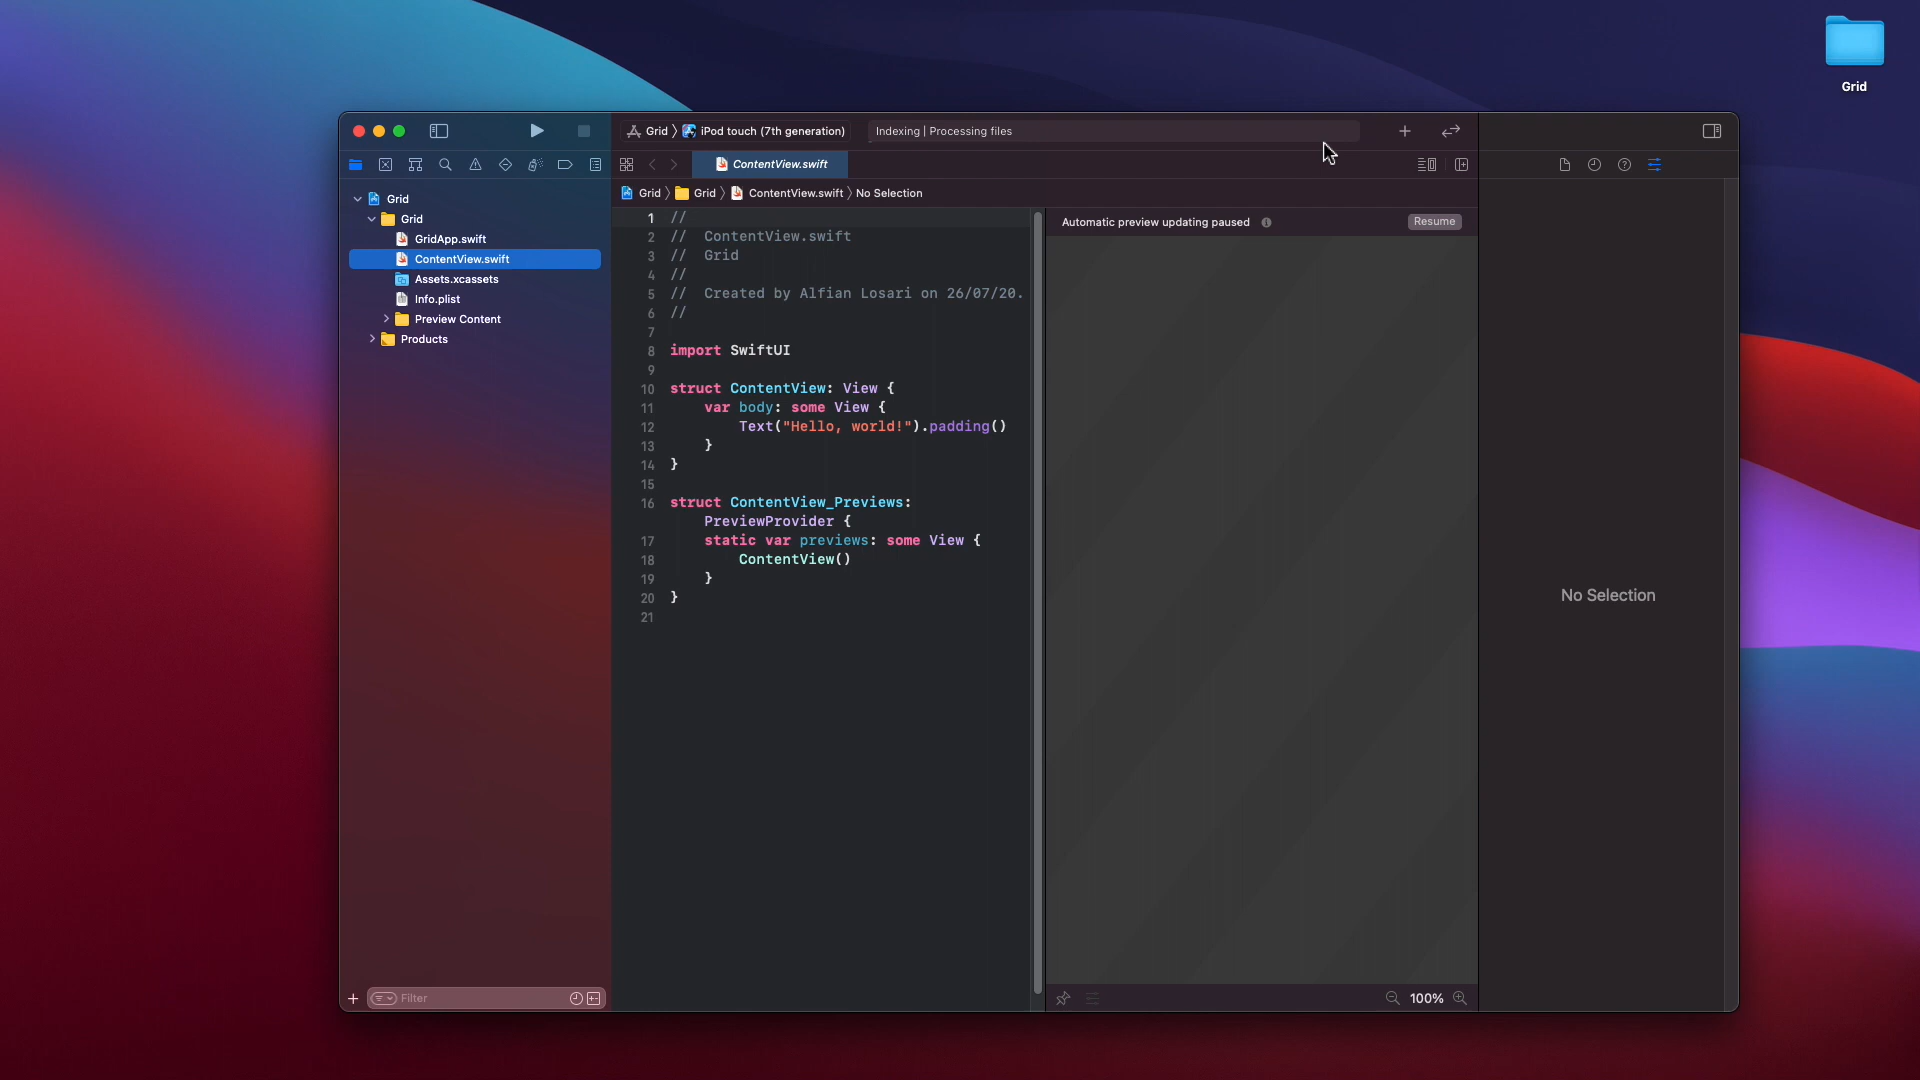 Grid
Grid 〉 iPod touch (7th generation)
Indexing | Processing files
ContentView.swift
Grid 〉 Grid 〉 ContentView.swift 〉 No Selection
Grid
Grid
GridApp.swift
ContentView.swift
Assets.xcassets
Info.plist
Preview Content
Products
Filter
1 //
2 //  ContentView.swift
3 //  Grid
4 //
5 //  Created by Alfian Losari on 26/07/20.
6 //
7
8 import SwiftUI
9
10 struct ContentView: View {
11     var body: some View {
12         Text("Hello, world!").padding()
13     }
14 }
15
16 struct ContentView_Previews:
PreviewProvider {
17     static var previews: some View {
18         ContentView()
19     }
20 }
21
Automatic preview updating paused
Resume
100%
No Selection